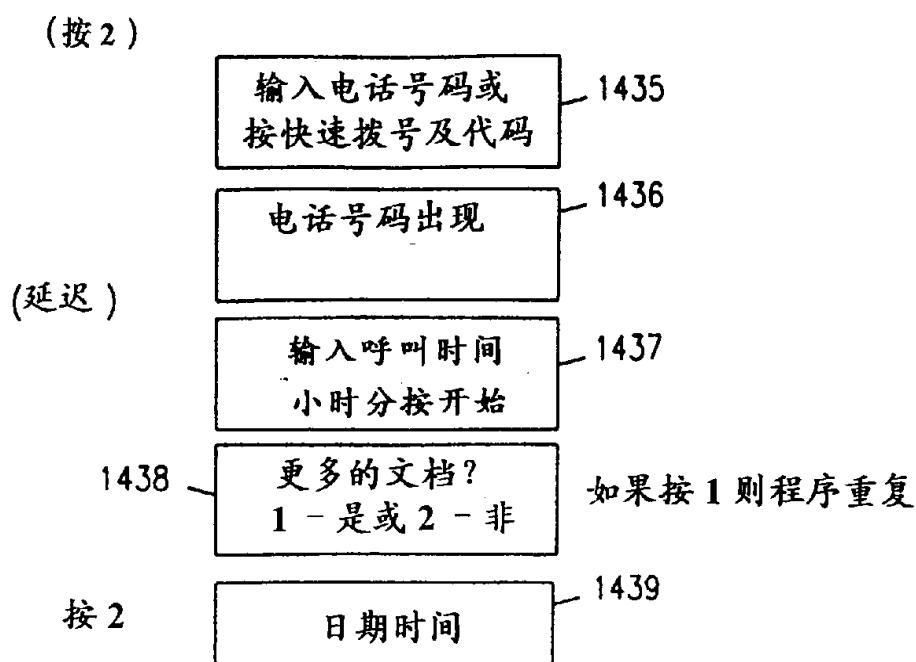 (按2)
输入电话号码或
按快速拨号及代码
1435
电话号码出现
1436
(延迟)
输入呼叫时间
小时分按开始
1437
1438
更多的文档?
1-是或2-非
如果按1则程序重复
按2
日期时间
1439